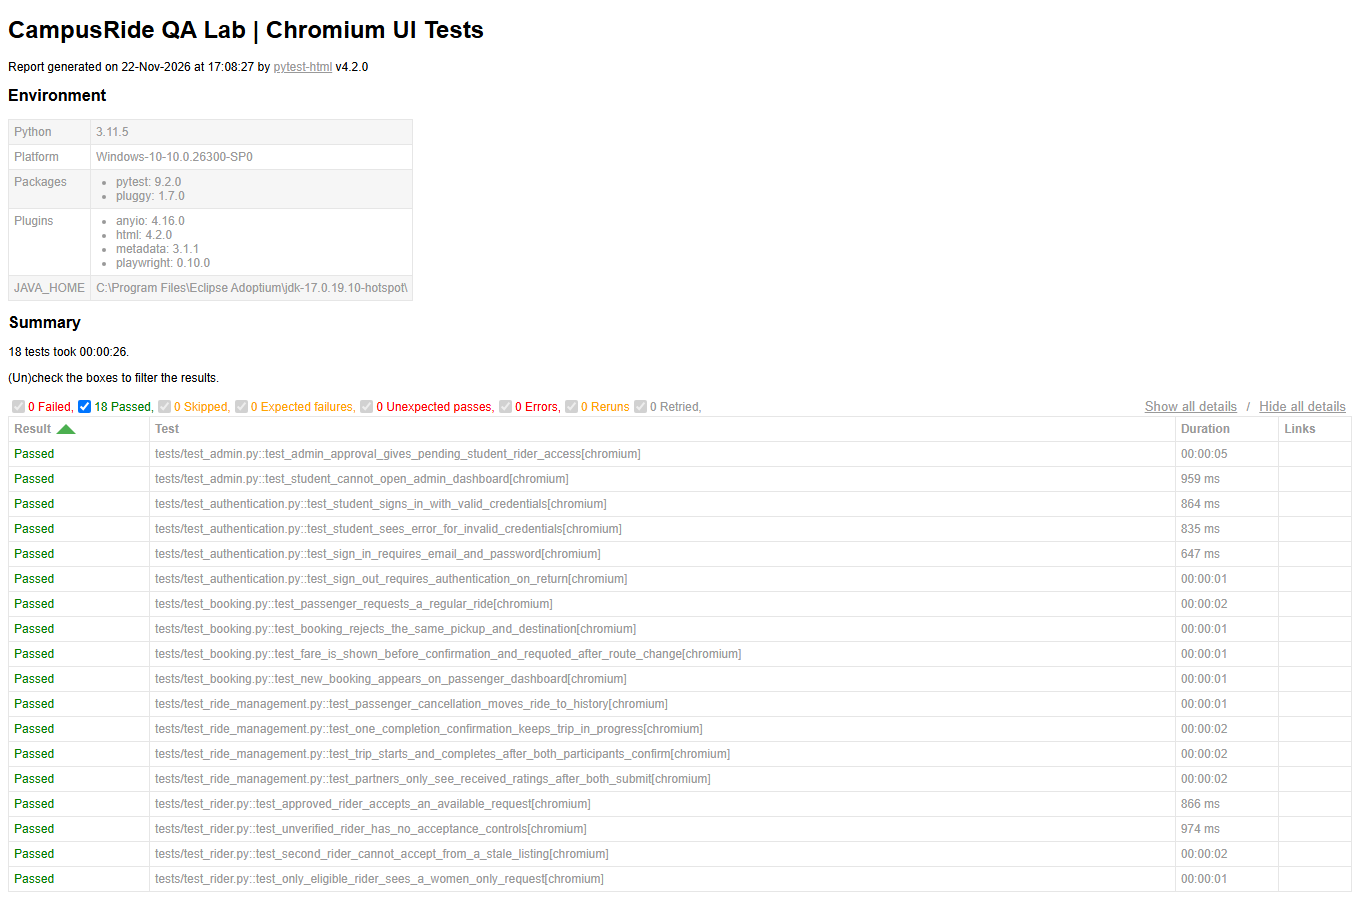 CampusRide QA Lab | Chromium UI Tests
Report generated on 22-Nov-2026 at 17:08:27 by pytest-html v4.2.0
Environment
Python 3.11.5
Platform Windows-10-10.0.26300-SP0
Packages • pytest: 9.2.0
• pluggy: 1.7.0
Plugins • anyio: 4.16.0
• html: 4.2.0
• metadata: 3.1.1
• playwright: 0.10.0
JAVA_HOME C:\Program Files\Eclipse Adoptium\jdk-17.0.19.10-hotspot\
Summary
18 tests took 00:00:26.
(Un)check the boxes to filter the results.
0 Failed, 18 Passed, 0 Skipped, 0 Expected failures, 0 Unexpected passes, 0 Errors, 0 Reruns 0 Retried, Show all details / Hide all details
Result Test Duration Links
Passed tests/test_admin.py::test_admin_approval_gives_pending_student_rider_access[chromium] 00:00:05
Passed tests/test_admin.py::test_student_cannot_open_admin_dashboard[chromium] 959 ms
Passed tests/test_authentication.py::test_student_signs_in_with_valid_credentials[chromium] 864 ms
Passed tests/test_authentication.py::test_student_sees_error_for_invalid_credentials[chromium] 835 ms
Passed tests/test_authentication.py::test_sign_in_requires_email_and_password[chromium] 647 ms
Passed tests/test_authentication.py::test_sign_out_requires_authentication_on_return[chromium] 00:00:01
Passed tests/test_booking.py::test_passenger_requests_a_regular_ride[chromium] 00:00:02
Passed tests/test_booking.py::test_booking_rejects_the_same_pickup_and_destination[chromium] 00:00:01
Passed tests/test_booking.py::test_fare_is_shown_before_confirmation_and_requoted_after_route_change[chromium] 00:00:01
Passed tests/test_booking.py::test_new_booking_appears_on_passenger_dashboard[chromium] 00:00:01
Passed tests/test_ride_management.py::test_passenger_cancellation_moves_ride_to_history[chromium] 00:00:01
Passed tests/test_ride_management.py::test_one_completion_confirmation_keeps_trip_in_progress[chromium] 00:00:02
Passed tests/test_ride_management.py::test_trip_starts_and_completes_after_both_participants_confirm[chromium] 00:00:02
Passed tests/test_ride_management.py::test_partners_only_see_received_ratings_after_both_submit[chromium] 00:00:02
Passed tests/test_rider.py::test_approved_rider_accepts_an_available_request[chromium] 866 ms
Passed tests/test_rider.py::test_unverified_rider_has_no_acceptance_controls[chromium] 974 ms
Passed tests/test_rider.py::test_second_rider_cannot_accept_from_a_stale_listing[chromium] 00:00:02
Passed tests/test_rider.py::test_only_eligible_rider_sees_a_women_only_request[chromium] 00:00:01